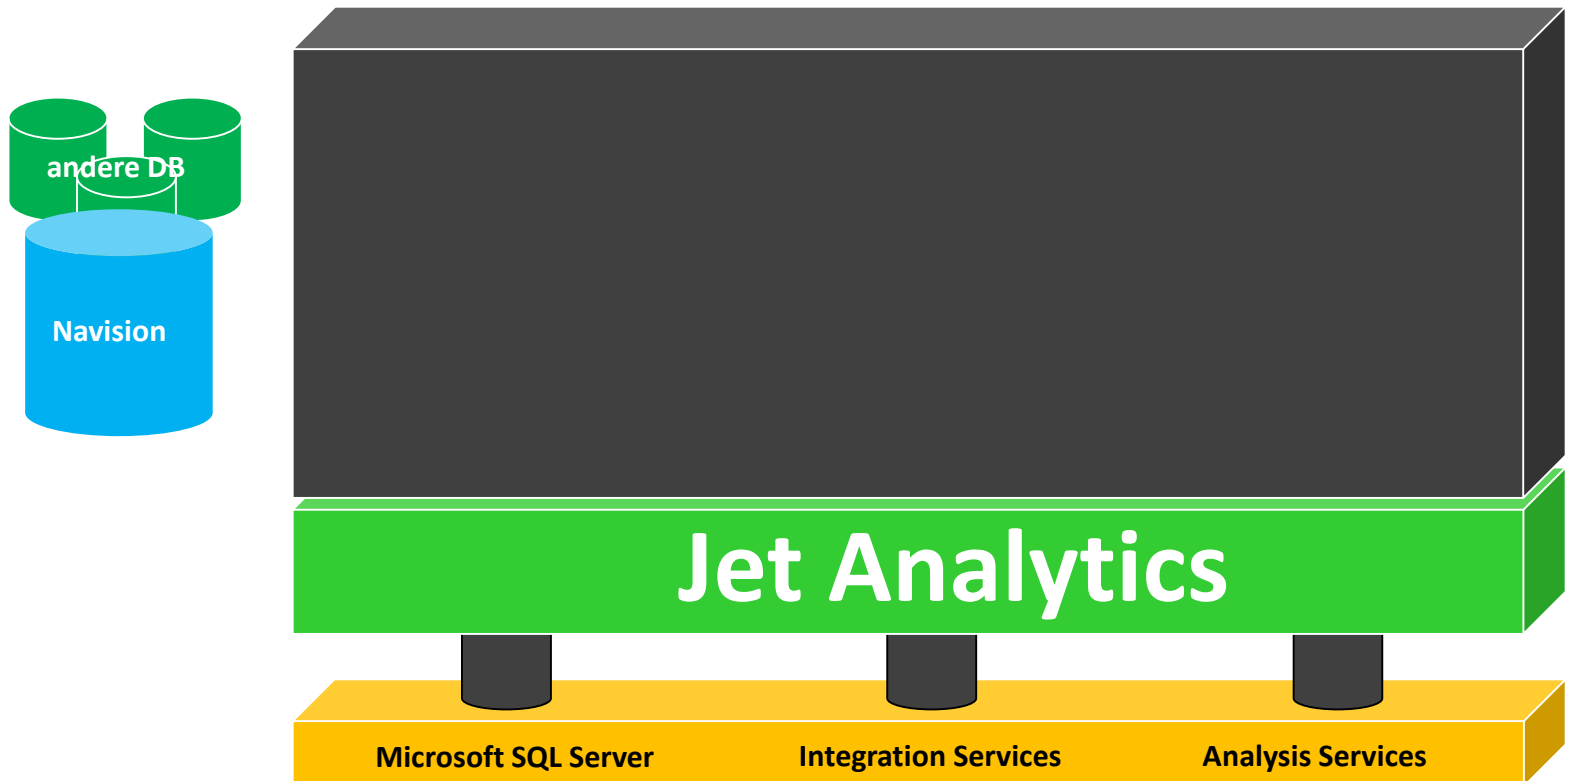 andere DB
Navision
Jet Analytics
Microsoft SQL Server
Integration Services
Analysis Services